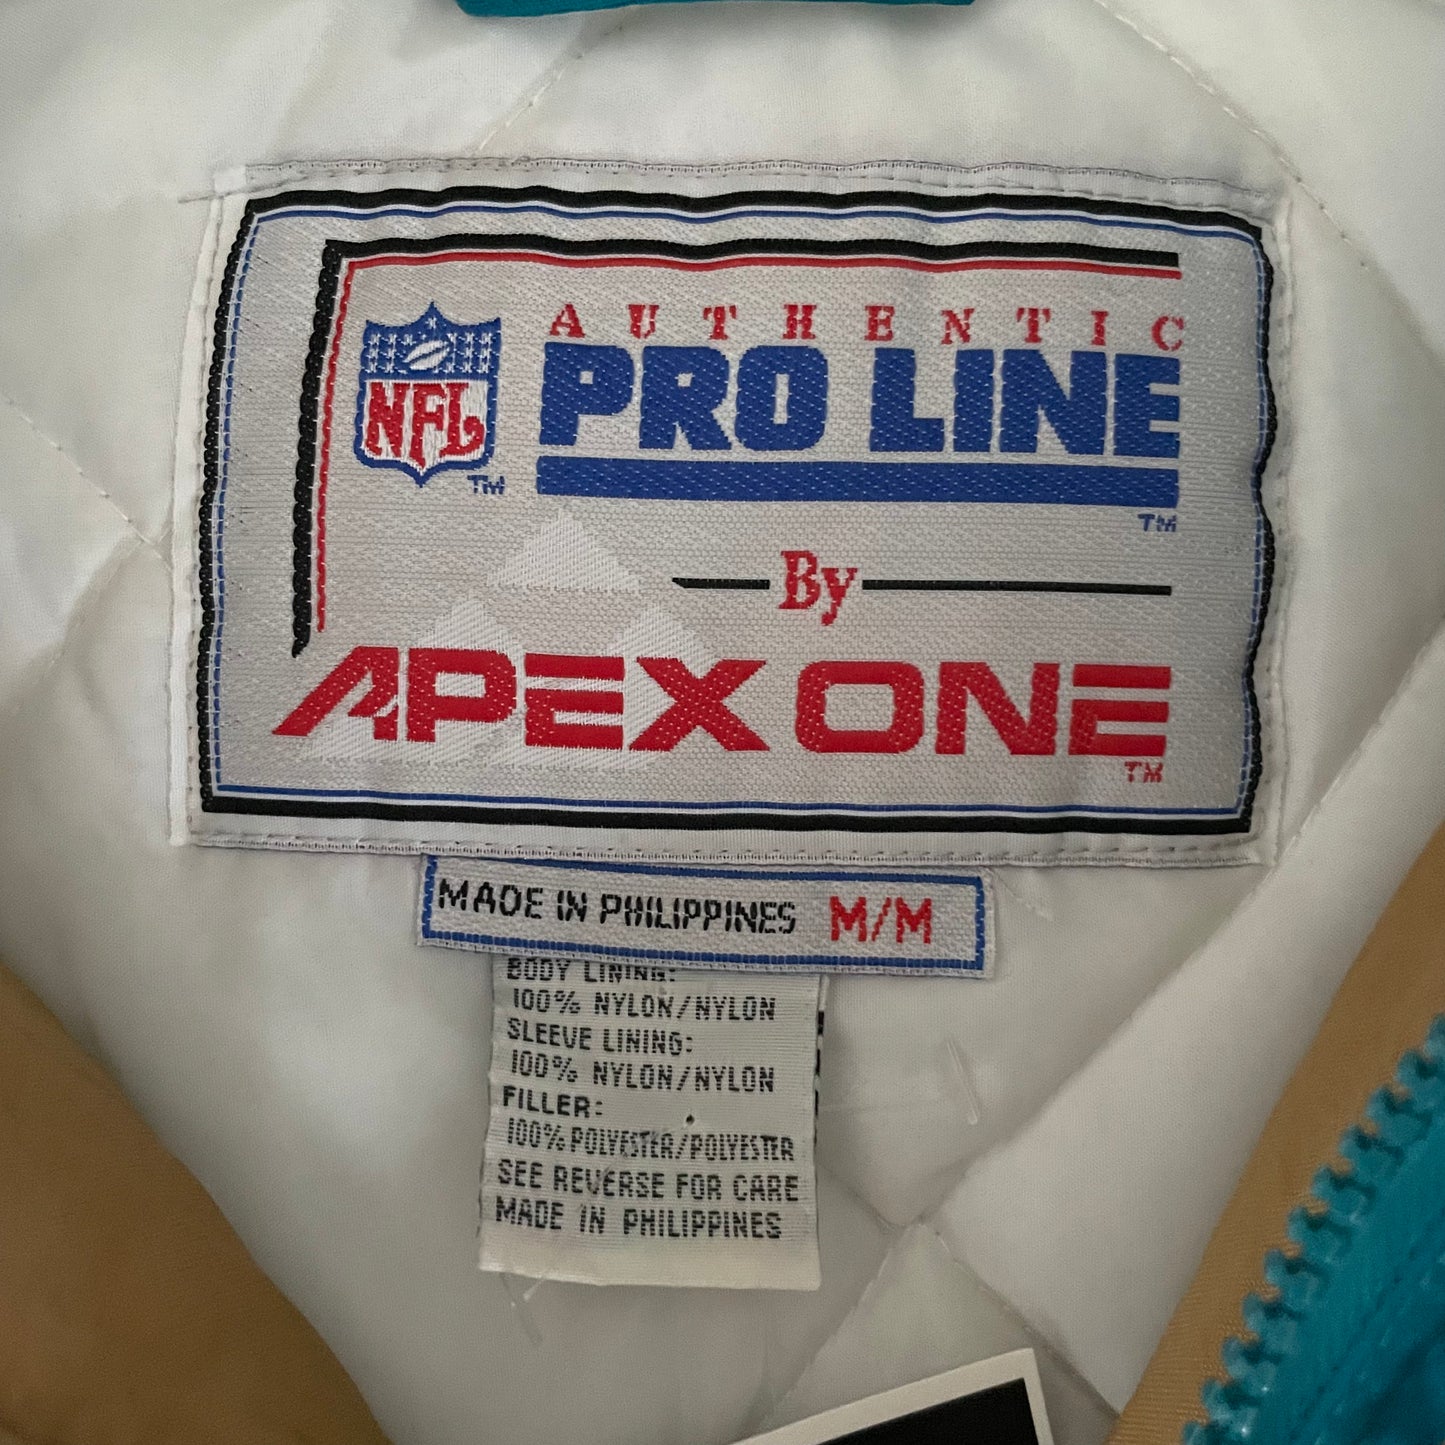 AUTHENTIC
NFL PRO LINE
TM
TM
By
APEX ONE
TM
MADE IN PHILIPPINES M/M
BODY LINING:
100% NYLON/NYLON
SLEEVE LINING:
100% NYLON/NYLON
FILLER:
100% POLYESTER/POLYESTER
SEE REVERSE FOR CARE
MADE IN PHILIPPINES